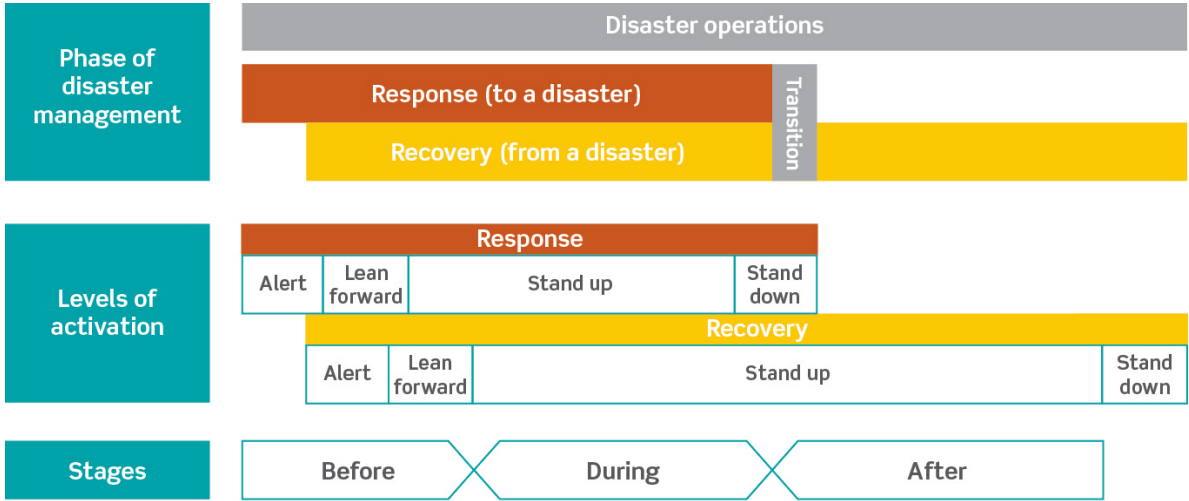 Phase of
disaster
management
Disaster operations
Response (to a disaster)
Transition
Recovery (from a disaster)
Levels of
activation
Response
Alert
Lean
forward
Stand up
Stand
down
Recovery
Alert
Lean
forward
Stand up
Stand
down
Stages
Before
During
After